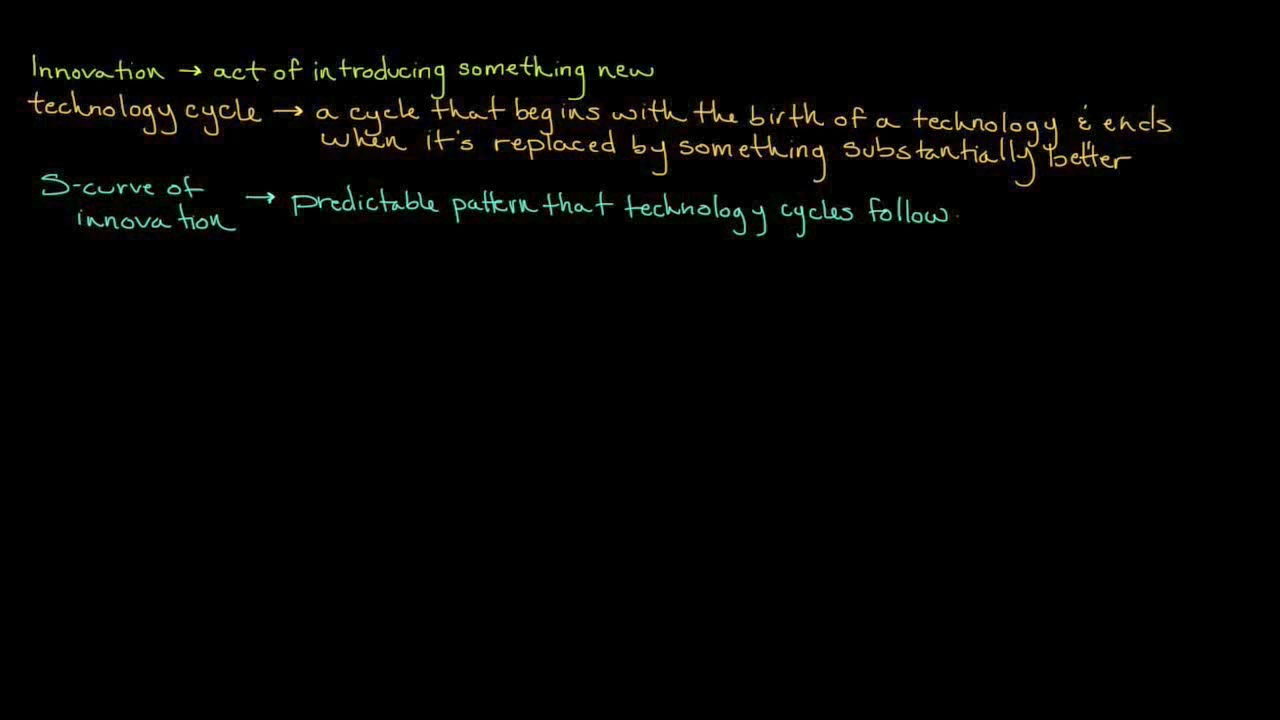 Innovation → act of introducing something new
technology cycle → a cycle that begins with the birth of a technology & ends
when it's replaced by something substantially better
S-curve of
innovation → predictable pattern that technology cycles follow.